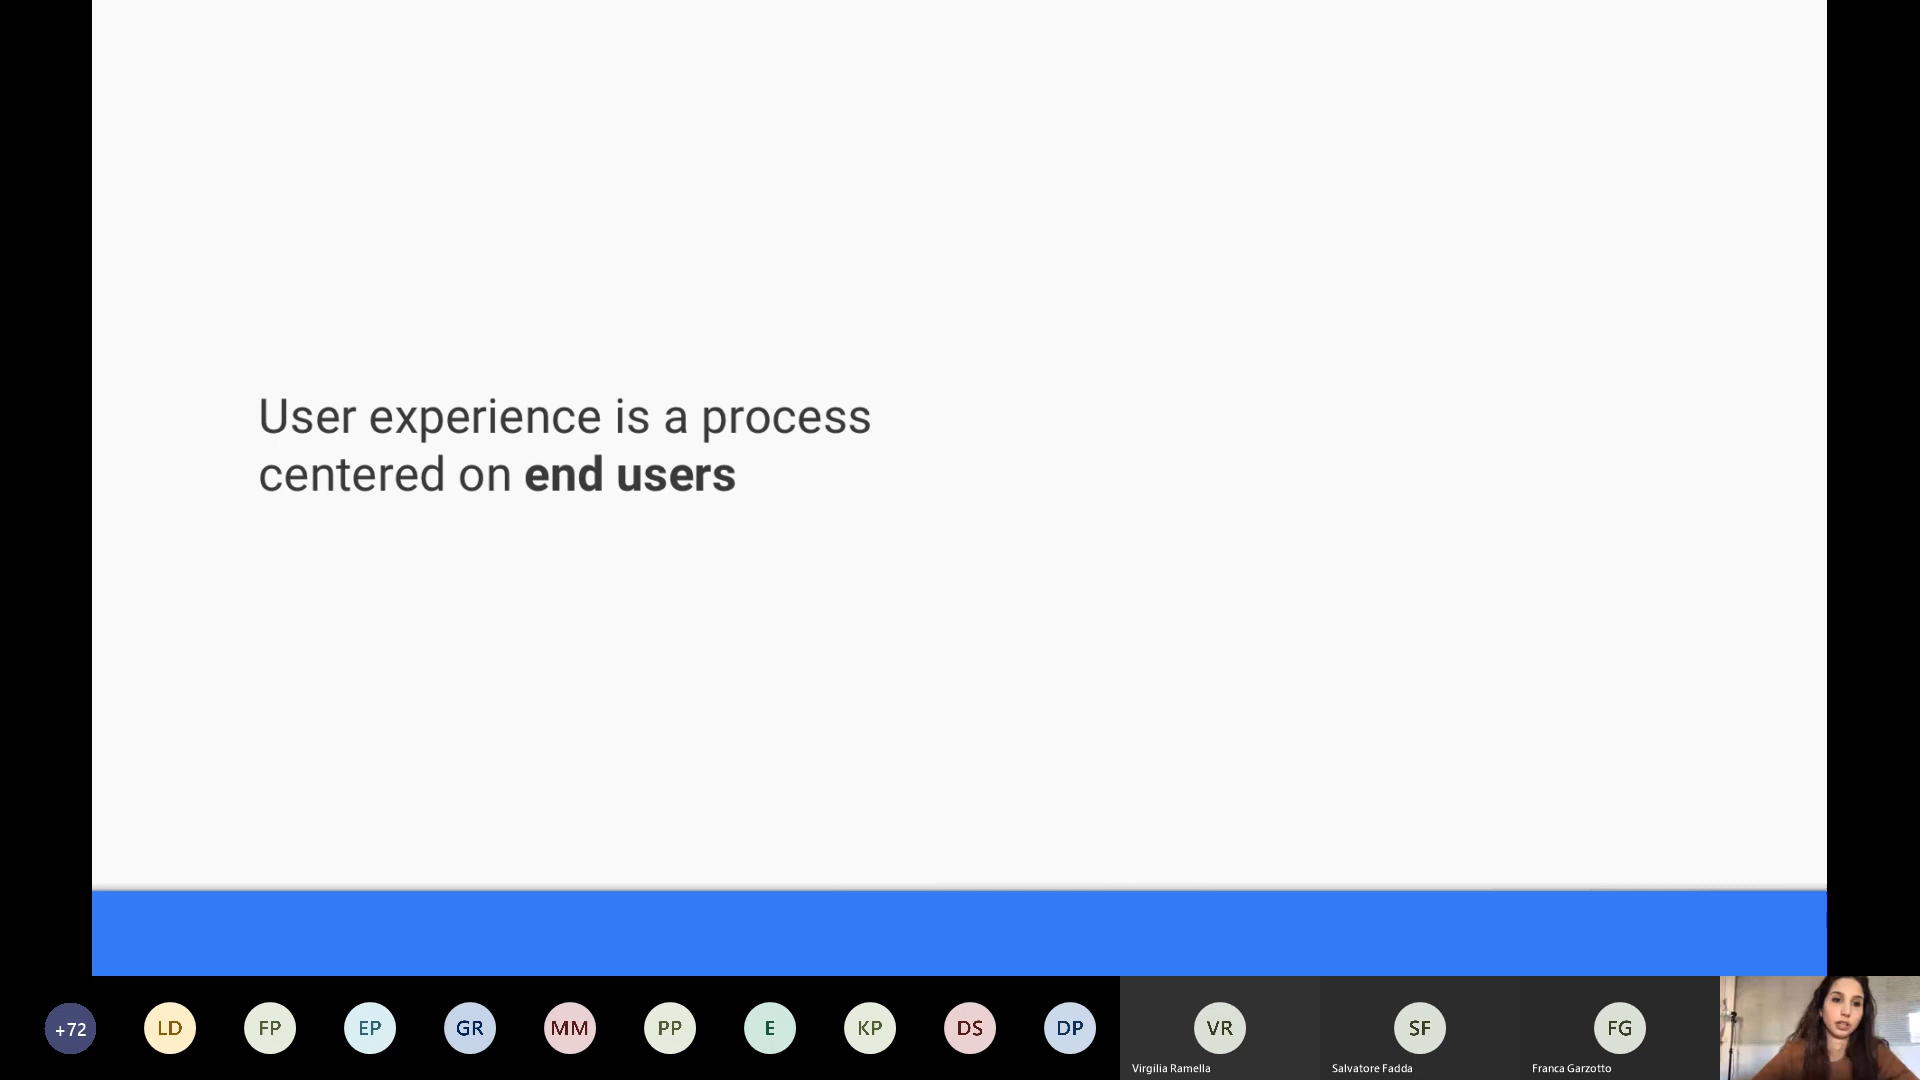 User experience is a process
centered on end users
+72
LD
FP
EP
GR
MM
PP
E
KP
DS
DP
VR
SF
FG
Virgilia Ramella
Salvatore Fadda
Franca Garzotto